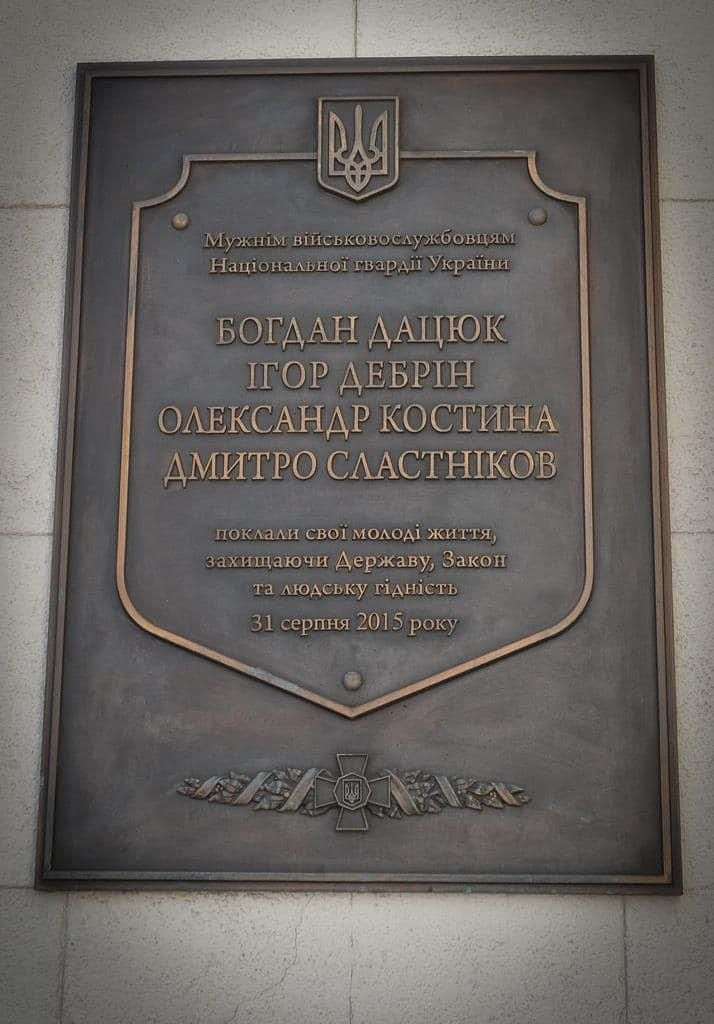 Мужнім військовослужбовцям
Національної гвардії України
БОГДАН ДАЦЮК
ІГОР ДЕБРІН
ОЛЕКСАНДР КОСТИНА
ДМИТРО СЛАСТНІКОВ
поклали свої молоді життя,
захищаючи Державу, Закон
та людську гідність
31 серпня 2015 року